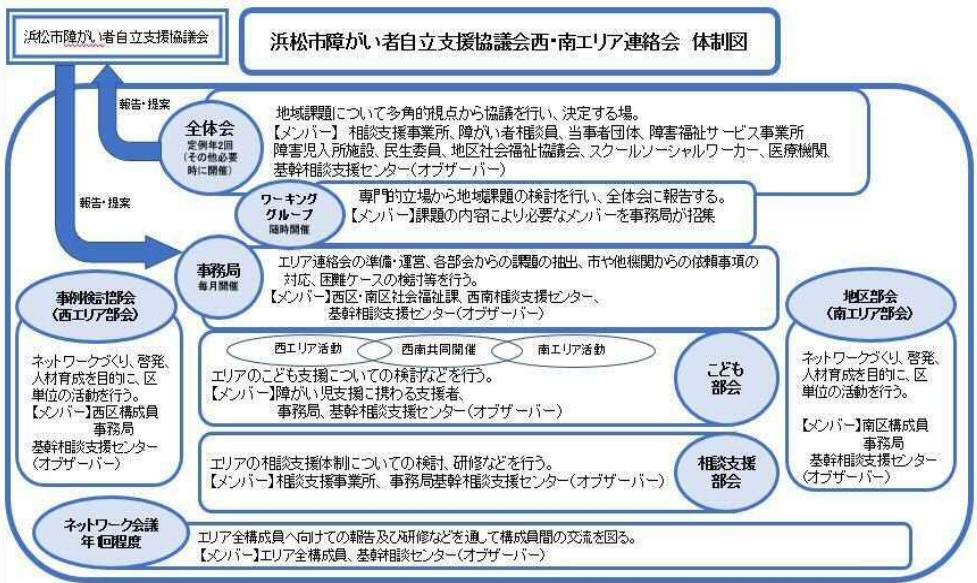 浜松市障がい者自立支援協議会
浜松市障がい者自立支援協議会西・南エリア連絡会 体制図
報告・提案
報告・提案
全体会
定例年2回
(その他必要
時に開催)
地域課題について多角的視点から協議を行い、決定する場。
【メンバー】 相談支援事業所、障がい者相談員、当事者団体、障害福祉サービス事業所
障害児入所施設、民生委員、地区社会福祉協議会、スクールソーシャルワーカー、医療機関、
基幹相談支援センター(オブザーバー)
ワーキング
グループ
随時開催
専門的立場から地域課題の検討を行い、全体会に報告する。
【メンバー】課題の内容により必要なメンバーを事務局が招集
事務局
毎月開催
エリア連絡会の準備・運営、各部会からの課題の抽出、市や他機関からの依頼事項の
対応、困難ケースの検討等を行う。
【メンバー】西区・南区社会福祉課、西南相談支援センター、
基幹相談支援センター(オブザーバー)
事例検討部会
(西エリア部会)
ネットワークづくり、啓発、
人材育成を目的に、区
単位の活動を行う。
【メンバー】西区構成員
事務局
基幹相談支援センター
(オブザーバー)
西エリア活動
西南共同開催
南エリア活動
エリアのこども支援についての検討などを行う。
【メンバー】障がい児支援に携わる支援者、
事務局、基幹相談支援センター(オブザーバー)
こども
部会
エリアの相談支援体制についての検討、研修などを行う。
【メンバー】相談支援事業所、事務局基幹相談支援センター(オブザーバー)
相談支援
部会
地区部会
(南エリア部会)
ネットワークづくり、啓発、
人材育成を目的に、区
単位の活動を行う。
【メンバー】南区構成員
事務局
基幹相談支援センター
(オブザーバー)
ネットワーク会議
年1回程度
エリア全構成員へ向けての報告及び研修などを通して構成員間の交流を図る。
【メンバー】エリア全構成員、基幹相談センター(オブザーバー)